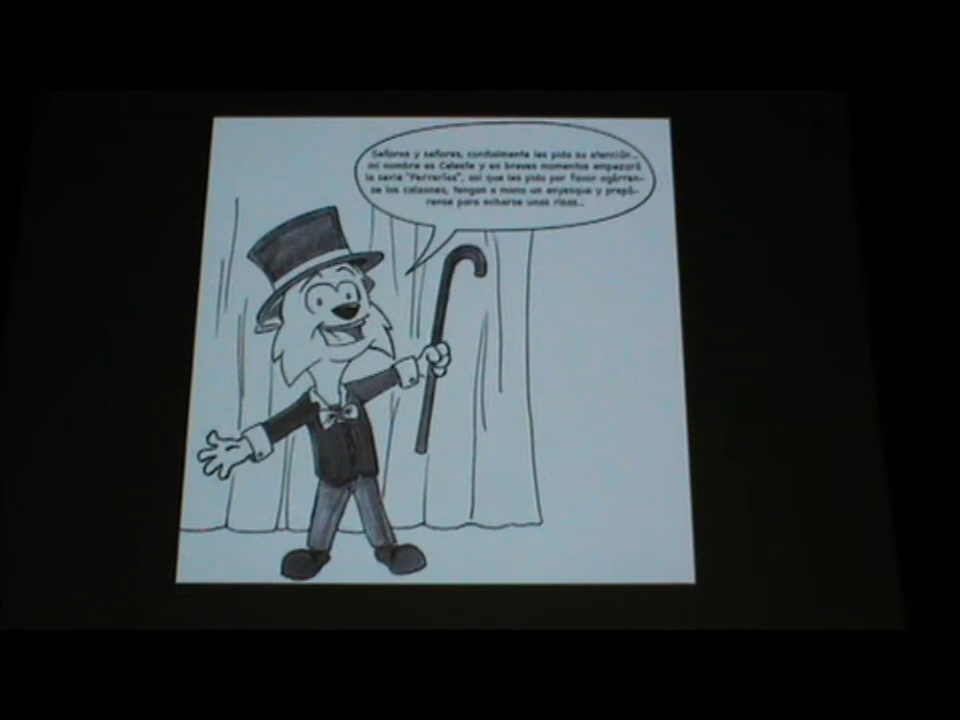 Señoras y señores, cordialmente les pido su atención...
mi nombre es Celeste y en breves momentos empezará
la serie "Perrerías", así que les pido por favor agárren-
se los calzones, tengan a mano un enyesque y prepá-
rense para echarse unas risas...